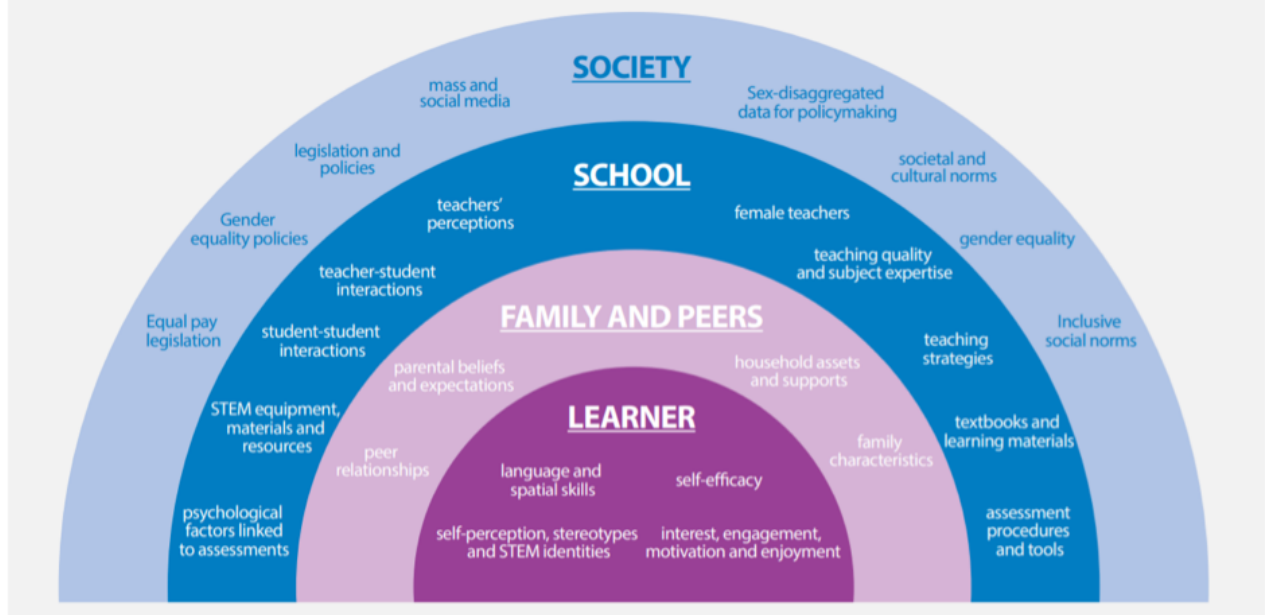 SOCIETY
mass and
social media
Sex-disaggregated
data for policymaking
legislation and
policies
societal and
cultural norms
Gender
equality policies
gender equality
Equal pay
legislation
Inclusive
social norms
SCHOOL
teachers’
perceptions
female teachers
teacher-student
interactions
teaching quality
and subject expertise
student-student
interactions
teaching
strategies
STEM equipment,
materials and
resources
textbooks and
learning materials
psychological
factors linked
to assessments
assessment
procedures
and tools
FAMILY AND PEERS
parental beliefs
and expectations
household assets
and supports
peer
relationships
family
characteristics
LEARNER
language and
spatial skills
self-efficacy
self-perception, stereotypes
and STEM identities
interest, engagement,
motivation and enjoyment